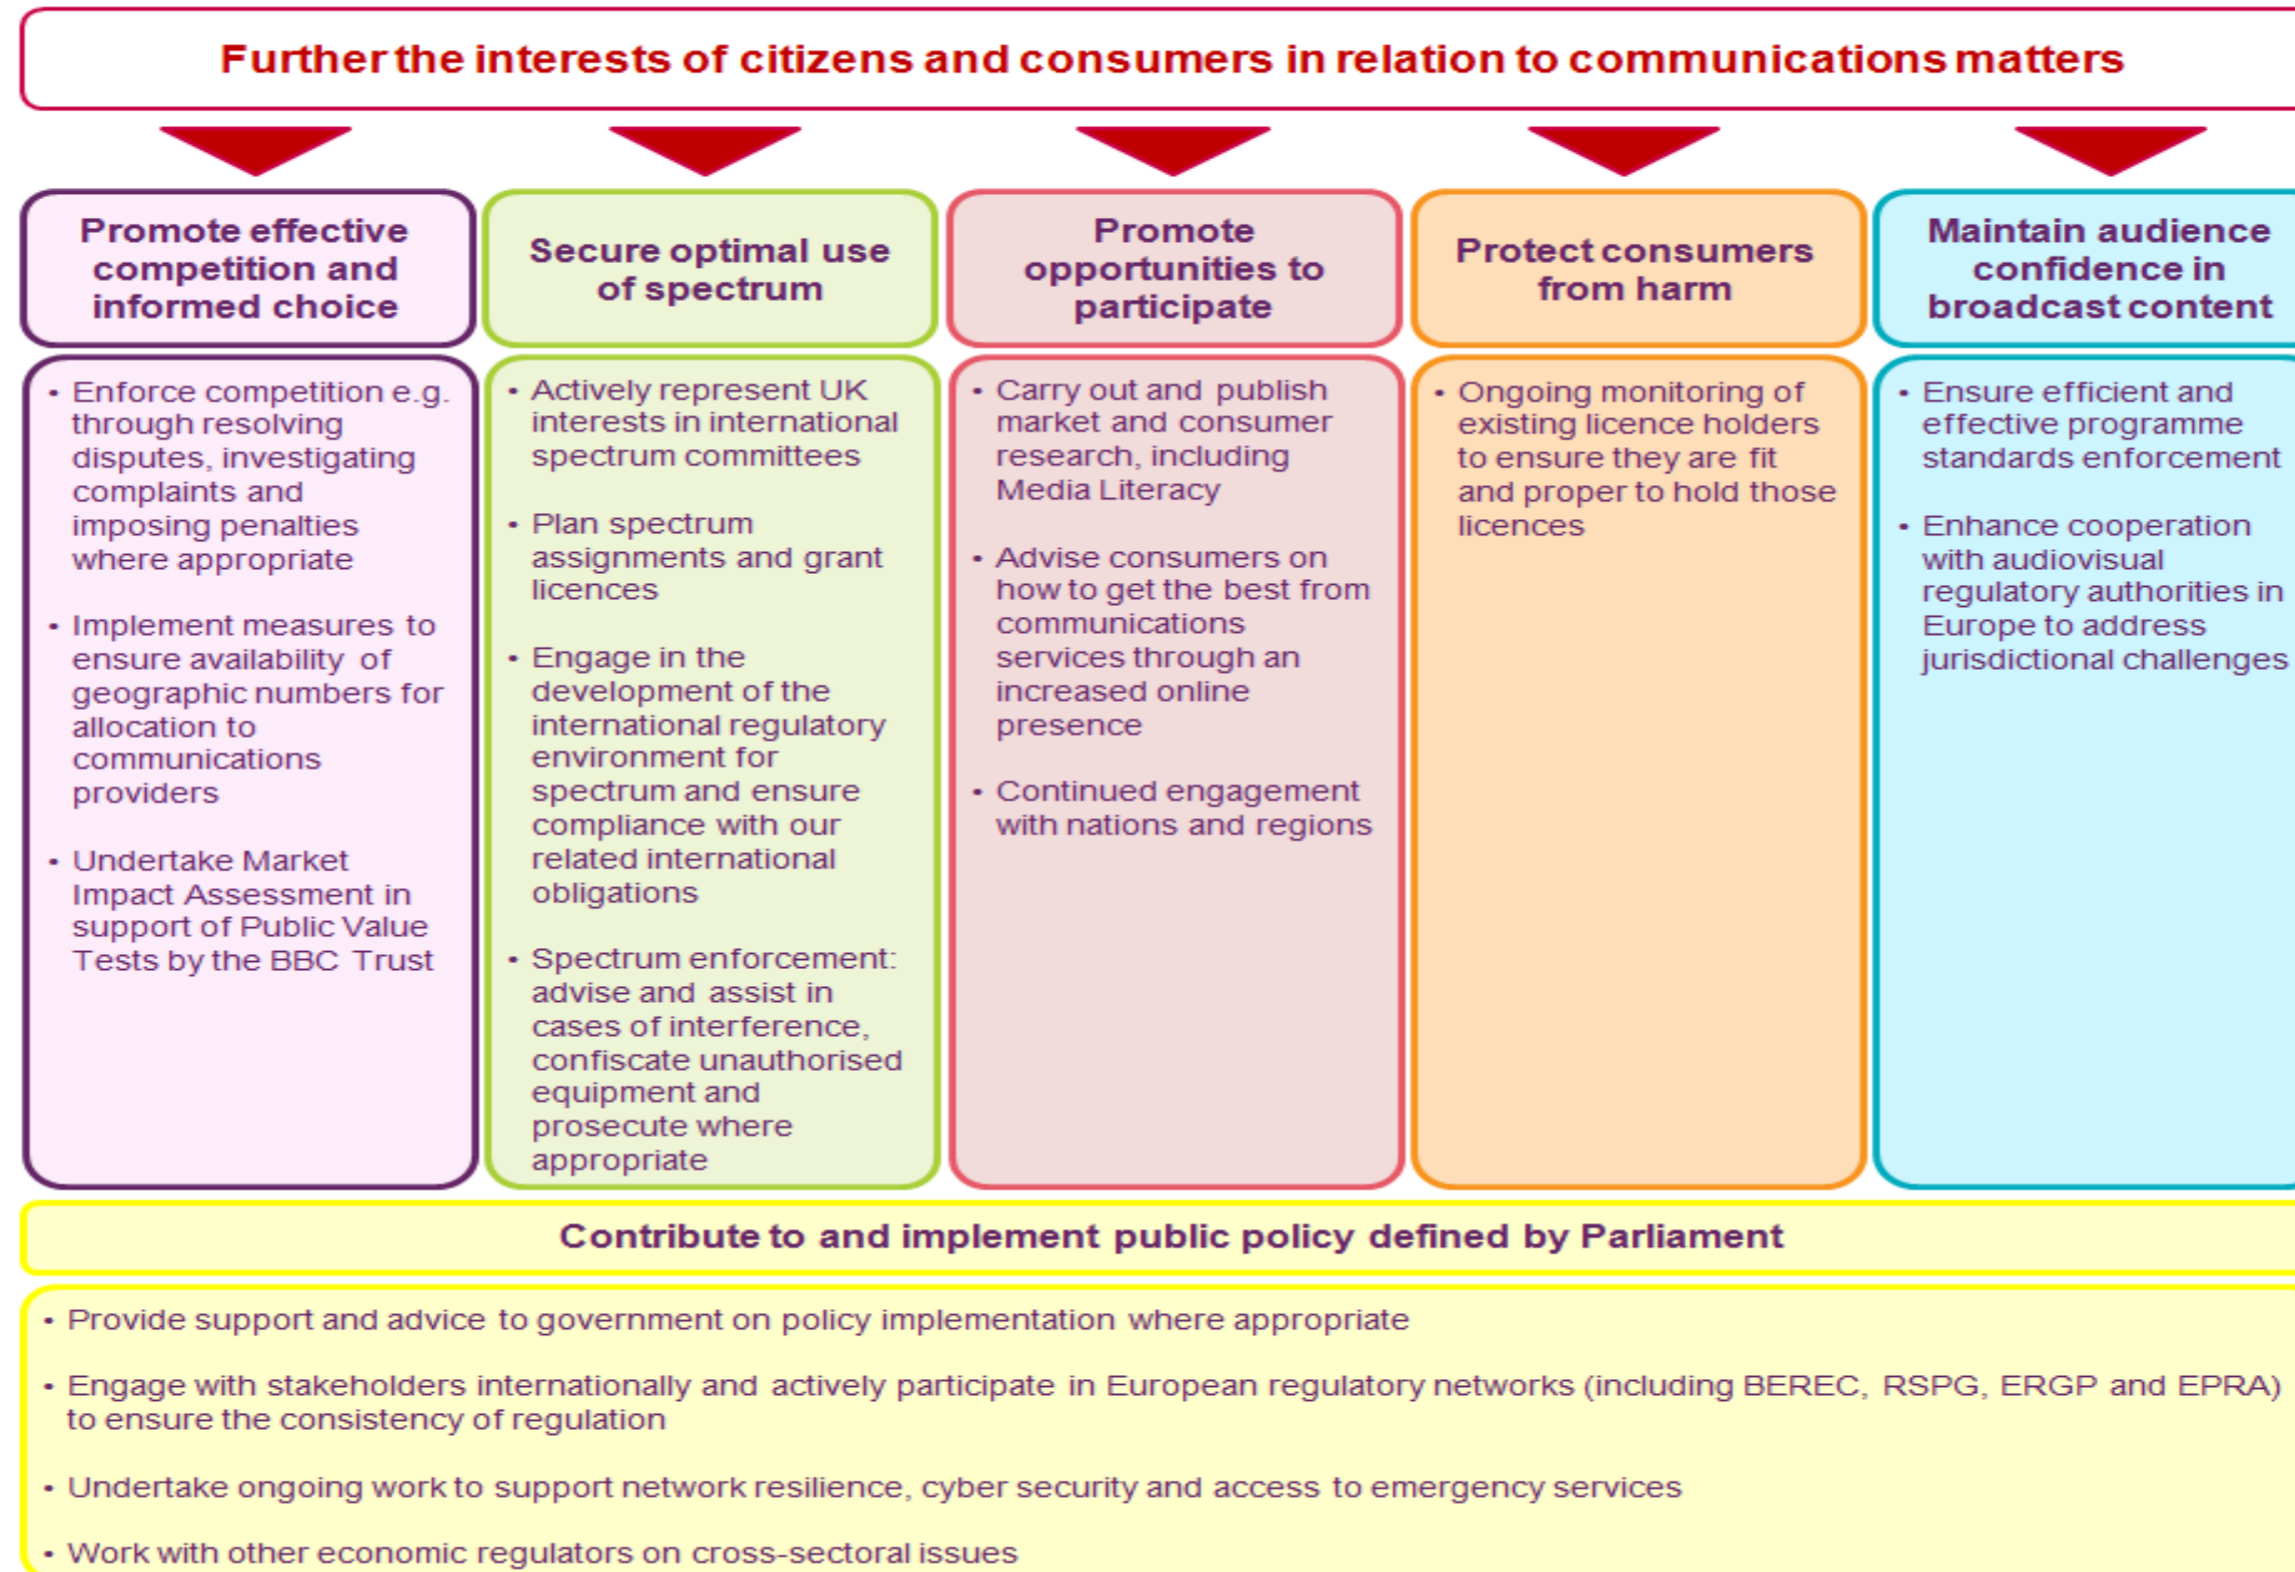 Further the interests of citizens and consumers in relation to communications matters
Promote effective
competition and
informed choice
• Enforce competition e.g.
through resolving
disputes, investigating
complaints and
imposing penalties
where appropriate
• Implement measures to
ensure availability of
geographic numbers for
allocation to
communications
providers
• Undertake Market
Impact Assessment in
support of Public Value
Tests by the BBC Trust
Secure optimal use
of spectrum
• Actively represent UK
interests in international
spectrum committees
• Plan spectrum
assignments and grant
licences
• Engage in the
development of the
international regulatory
environment for
spectrum and ensure
compliance with our
related international
obligations
• Spectrum enforcement:
advise and assist in
cases of interference,
confiscate unauthorised
equipment and
prosecute where
appropriate
Promote
opportunities to
participate
• Carry out and publish
market and consumer
research, including
Media Literacy
• Advise consumers on
how to get the best from
communications
services through an
increased online
presence
• Continued engagement
with nations and regions
Protect consumers
from harm
• Ongoing monitoring of
existing licence holders
to ensure they are fit
and proper to hold those
licences
Maintain audience
confidence in
broadcast content
• Ensure efficient and
effective programme
standards enforcement
• Enhance cooperation
with audiovisual
regulatory authorities in
Europe to address
jurisdictional challenges
Contribute to and implement public policy defined by Parliament
• Provide support and advice to government on policy implementation where appropriate
• Engage with stakeholders internationally and actively participate in European regulatory networks (including BEREC, RSPG, ERGP and EPRA)
to ensure the consistency of regulation
• Undertake ongoing work to support network resilience, cyber security and access to emergency services
• Work with other economic regulators on cross-sectoral issues